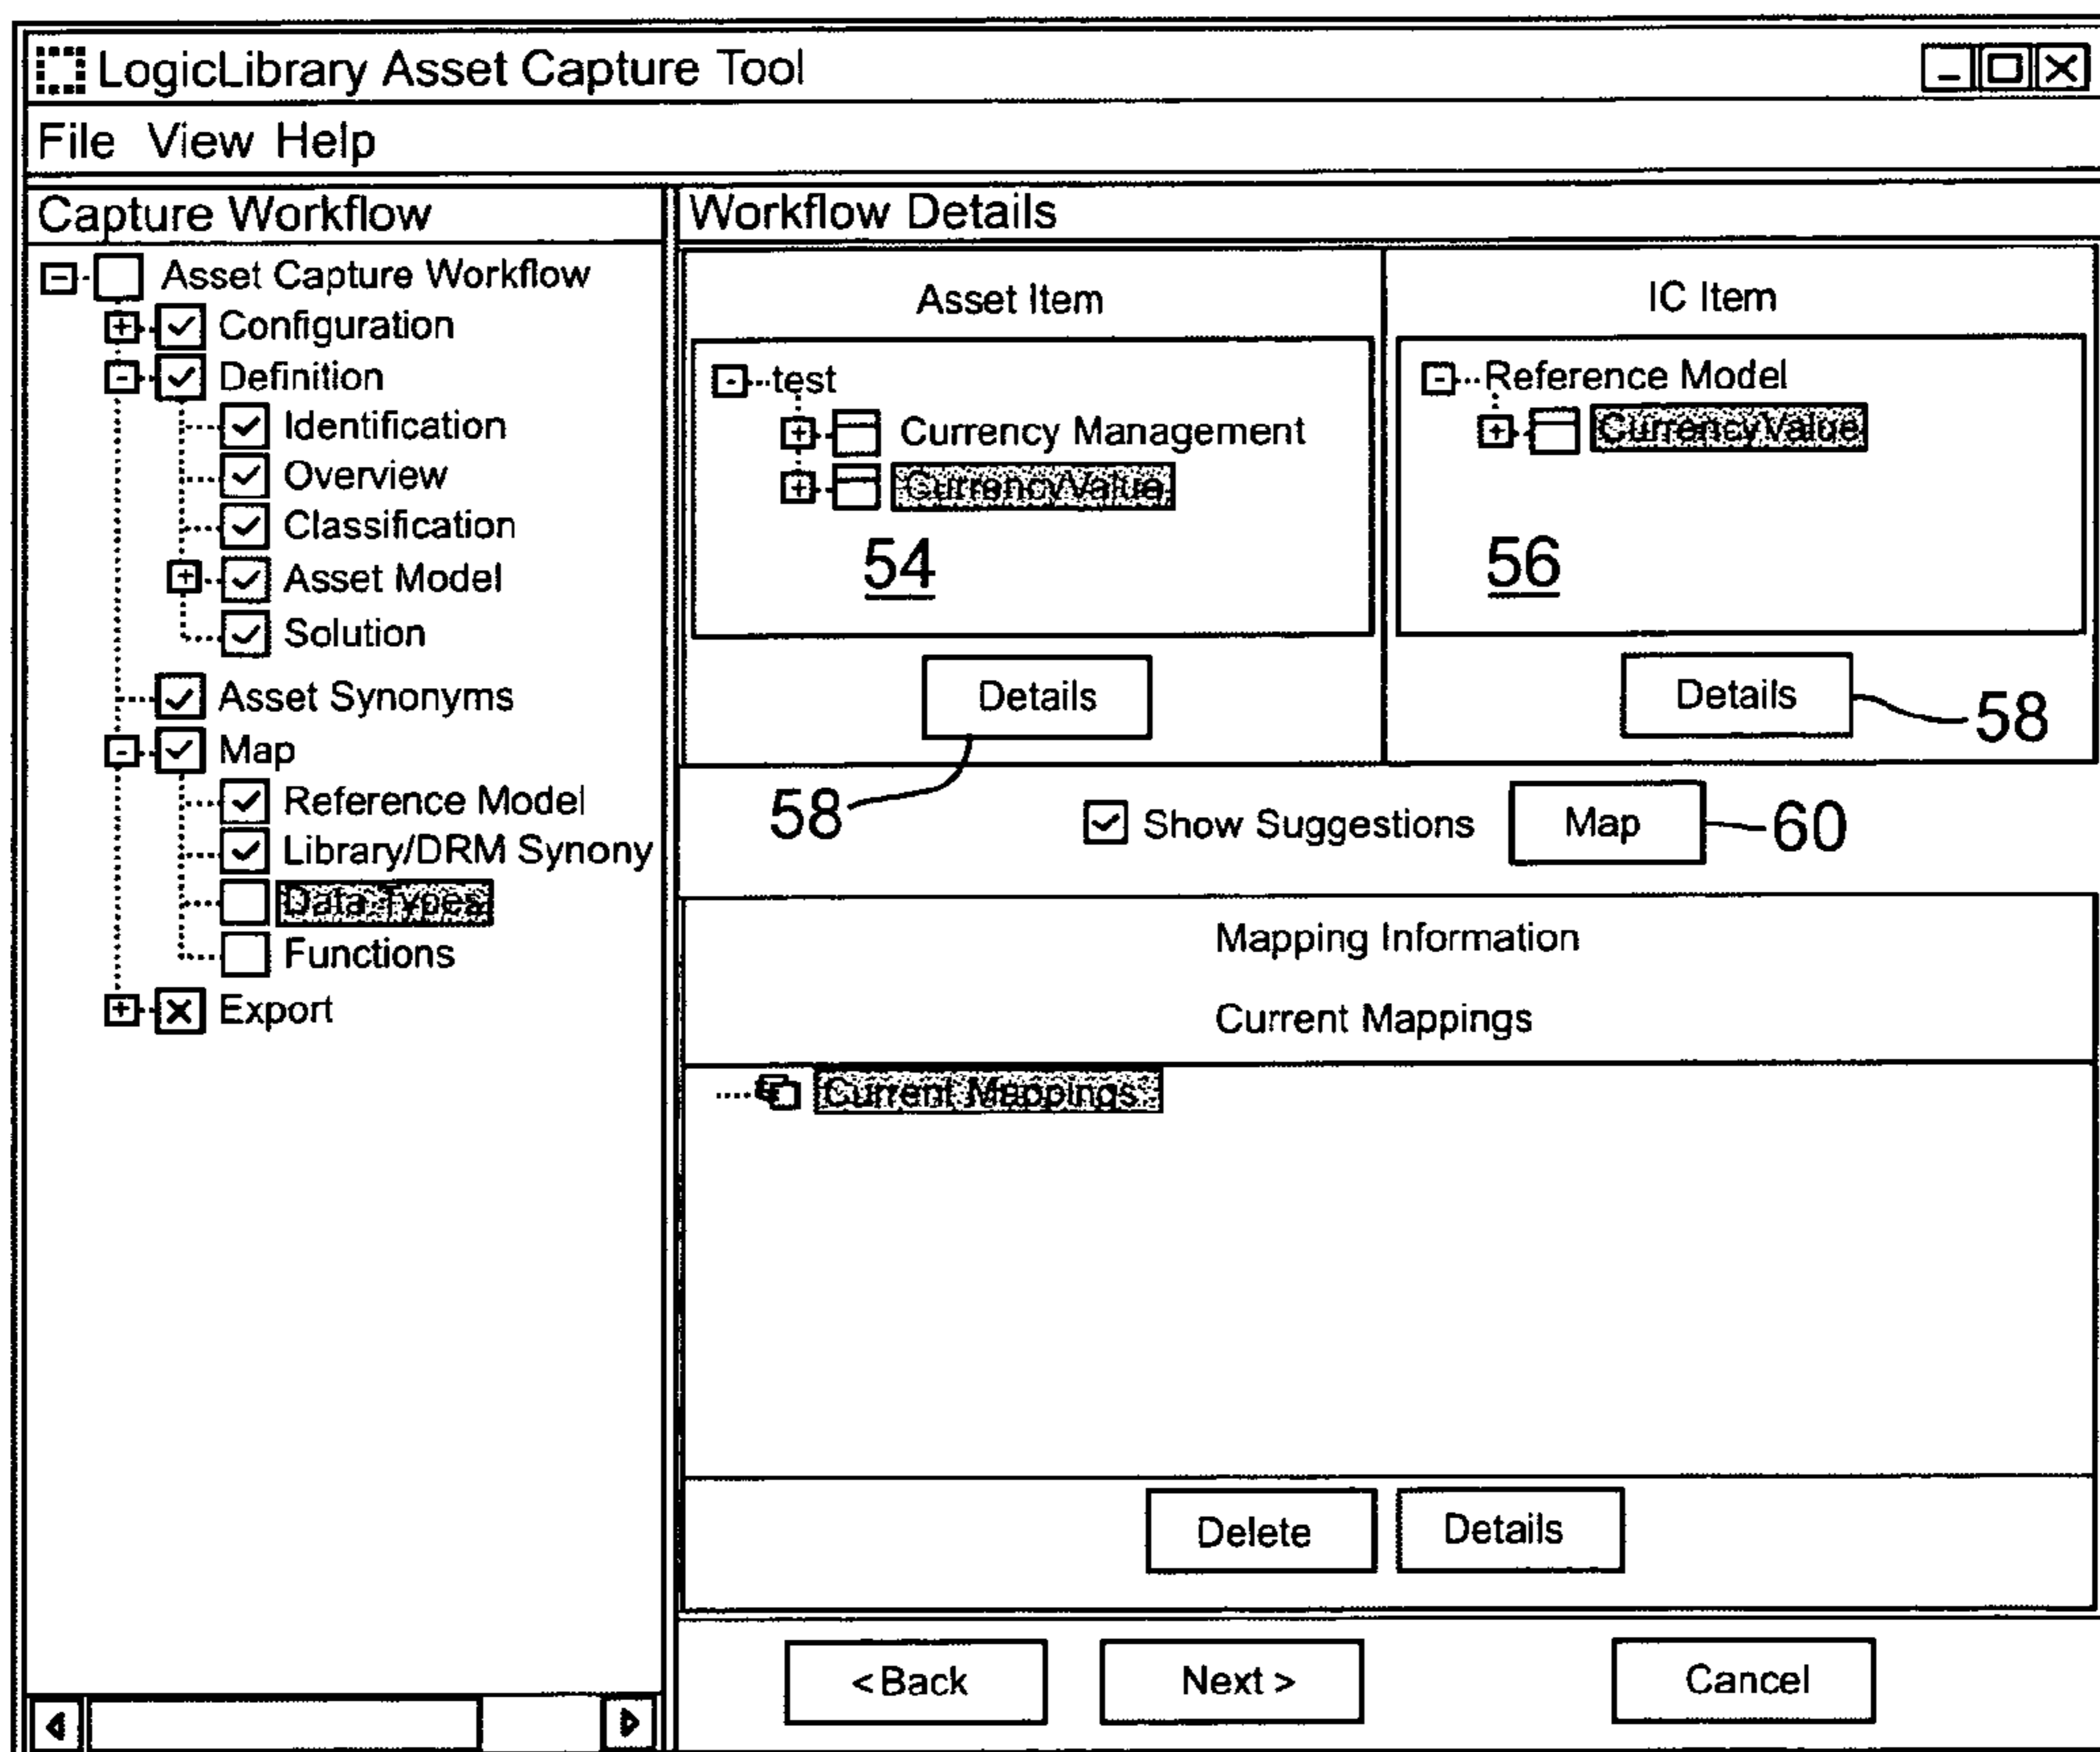 LogicLibrary Asset Capture Tool
File View Help
Capture Workflow
Asset Capture Workflow
Configuration
Definition
Identification
Overview
Classification
Asset Model
Solution
Asset Synonyms
Map
Reference Model
Library/DRM Synony
Data Types
Functions
Export
Workflow Details
Asset Item
test
Currency Management
CurrencyValue
54
Details
58
IC Item
Reference Model
CurrencyValue
56
Details
58
Show Suggestions
Map
60
Mapping Information
Current Mappings
Current Mappings
Delete
Details
< Back
Next >
Cancel